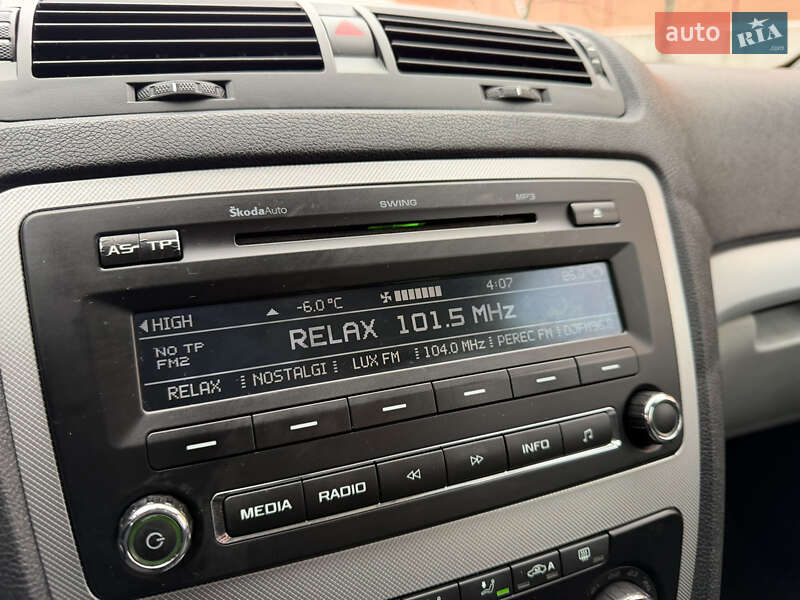 auto RIA .com
ŠkodaAuto SWING MP3
AS TP
-6.0°C 4:07
HIGH
RELAX 101.5 MHz
NO TP
FM2
RELAX NOSTALGI LUX FM 104.0 MHz PEREC FM
MEDIA RADIO INFO
A